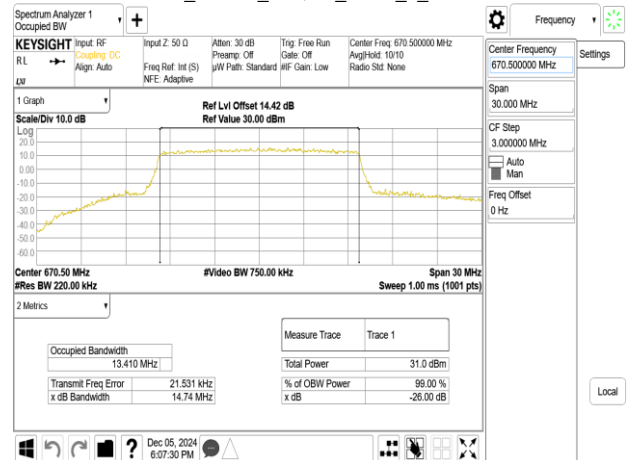 Spectrum Analyzer 1
Occupied BW
KEYSIGHT
RL
Input: RF
Coupling: DC
Align: Auto
Input Z: 50 Ω
Freq Ref: Int (S)
NFE: Adaptive
Atten: 30 dB
Preamp: Off
µW Path: Standard
Trig: Free Run
Gate: Off
#IF Gain: Low
Center Freq: 670.500000 MHz
Avg|Hold: 10/10
Radio Std: None
1 Graph
Scale/Div 10.0 dB
Ref Lvl Offset 14.42 dB
Ref Value 30.00 dBm
Log
20.0
10.0
0.00
-10.0
-20.0
-30.0
-40.0
-50.0
-60.0
Center 670.50 MHz
#Res BW 220.00 kHz
#Video BW 750.00 kHz
Span 30 MHz
Sweep 1.00 ms (1001 pts)
2 Metrics
Measure Trace Trace 1
Occupied Bandwidth
13.410 MHz
Total Power 31.0 dBm
Transmit Freq Error 21.531 kHz
% of OBW Power 99.00 %
x dB Bandwidth 14.74 MHz
x dB -26.00 dB
?
Dec 05, 2024
6:07:30 PM
Frequency
Settings
Center Frequency
670.500000 MHz
Span
30.000 MHz
CF Step
3.000000 MHz
Auto
Man
Freq Offset
0 Hz
Local